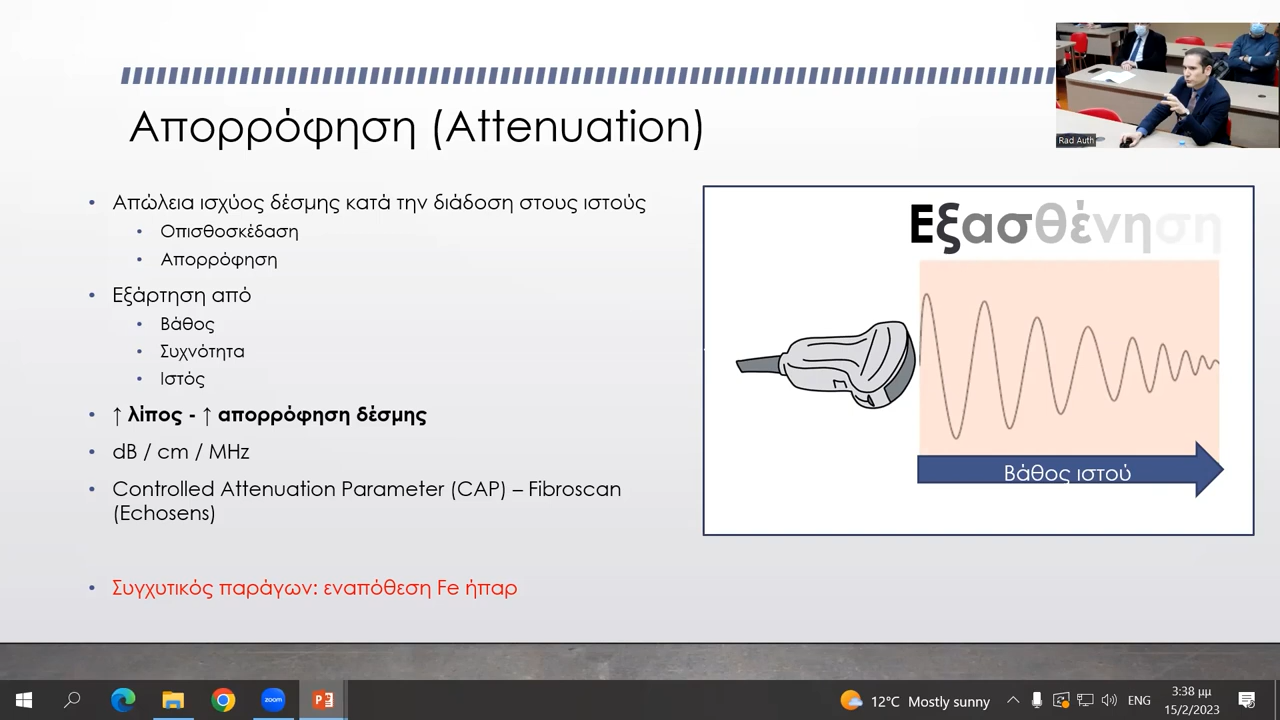 Απορρόφηση (Attenuation)
Rad Auth
• Απώλεια ισχύος δέσμης κατά την διάδοση στους ιστούς
• Οπισθοσκέδαση
• Απορρόφηση
• Εξάρτηση από
• Βάθος
• Συχνότητα
• Ιστός
• ↑ λίπος - ↑ απορρόφηση δέσμης
• dB / cm / MHz
• Controlled Attenuation Parameter (CAP) – Fibroscan
(Echosens)
• Συγχυτικός παράγων: εναπόθεση Fe ήπαρ
Εξασθένηση
Βάθος ιστού
zoom
12°C Mostly sunny
ENG
3:38 μμ
15/2/2023